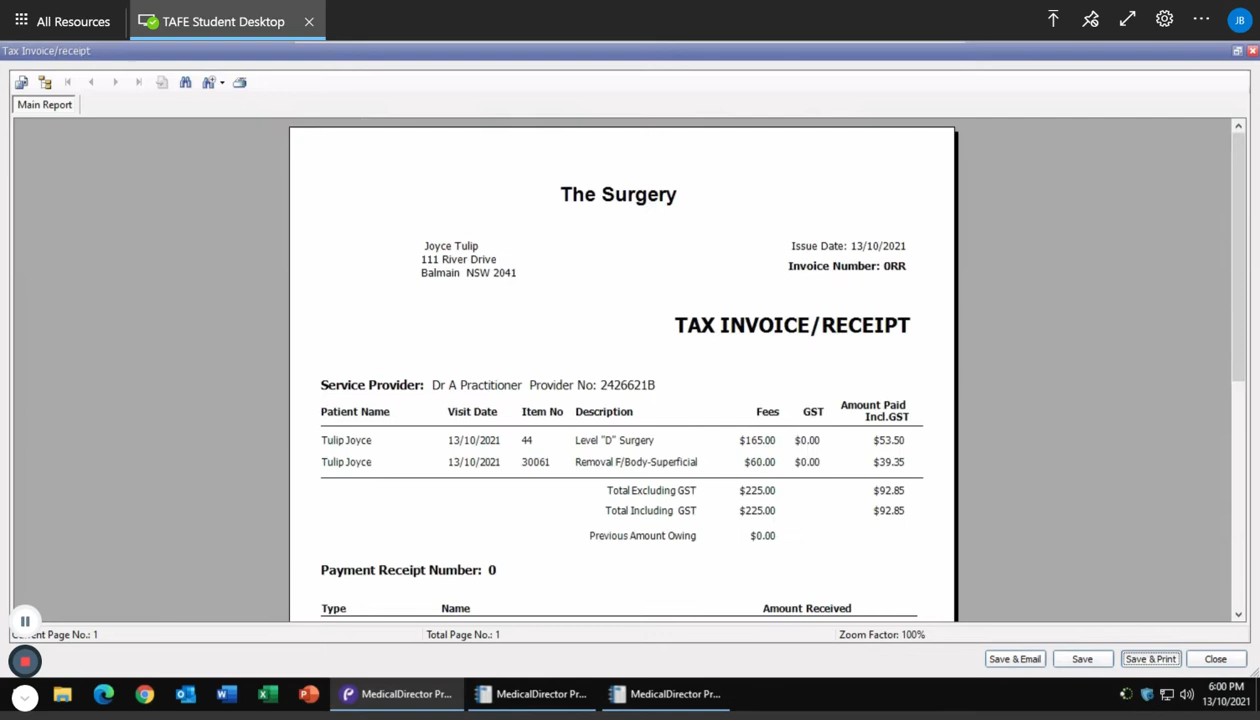 All Resources
TAFE Student Desktop
JB
Tax Invoice/receipt
Main Report
The Surgery
Joyce Tulip
111 River Drive
Balmain NSW 2041
Issue Date: 13/10/2021
Invoice Number: 0RR
TAX INVOICE/RECEIPT
Service Provider: Dr A Practitioner Provider No: 2426621B
Patient Name Visit Date Item No Description Fees GST Amount Paid Incl.GST
Tulip Joyce 13/10/2021 44 Level "D" Surgery $165.00 $0.00 $53.50
Tulip Joyce 13/10/2021 30061 Removal F/Body-Superficial $60.00 $0.00 $39.35
Total Excluding GST $225.00 $92.85
Total Including GST $225.00 $92.85
Previous Amount Owing $0.00
Payment Receipt Number: 0
Type Name Amount Received
Page No.: 1 Total Page No.: 1 Zoom Factor: 100%
Save & Email Save Save & Print Close
MedicalDirector Pr... MedicalDirector Pr... MedicalDirector Pr...
6:00 PM
13/10/2021